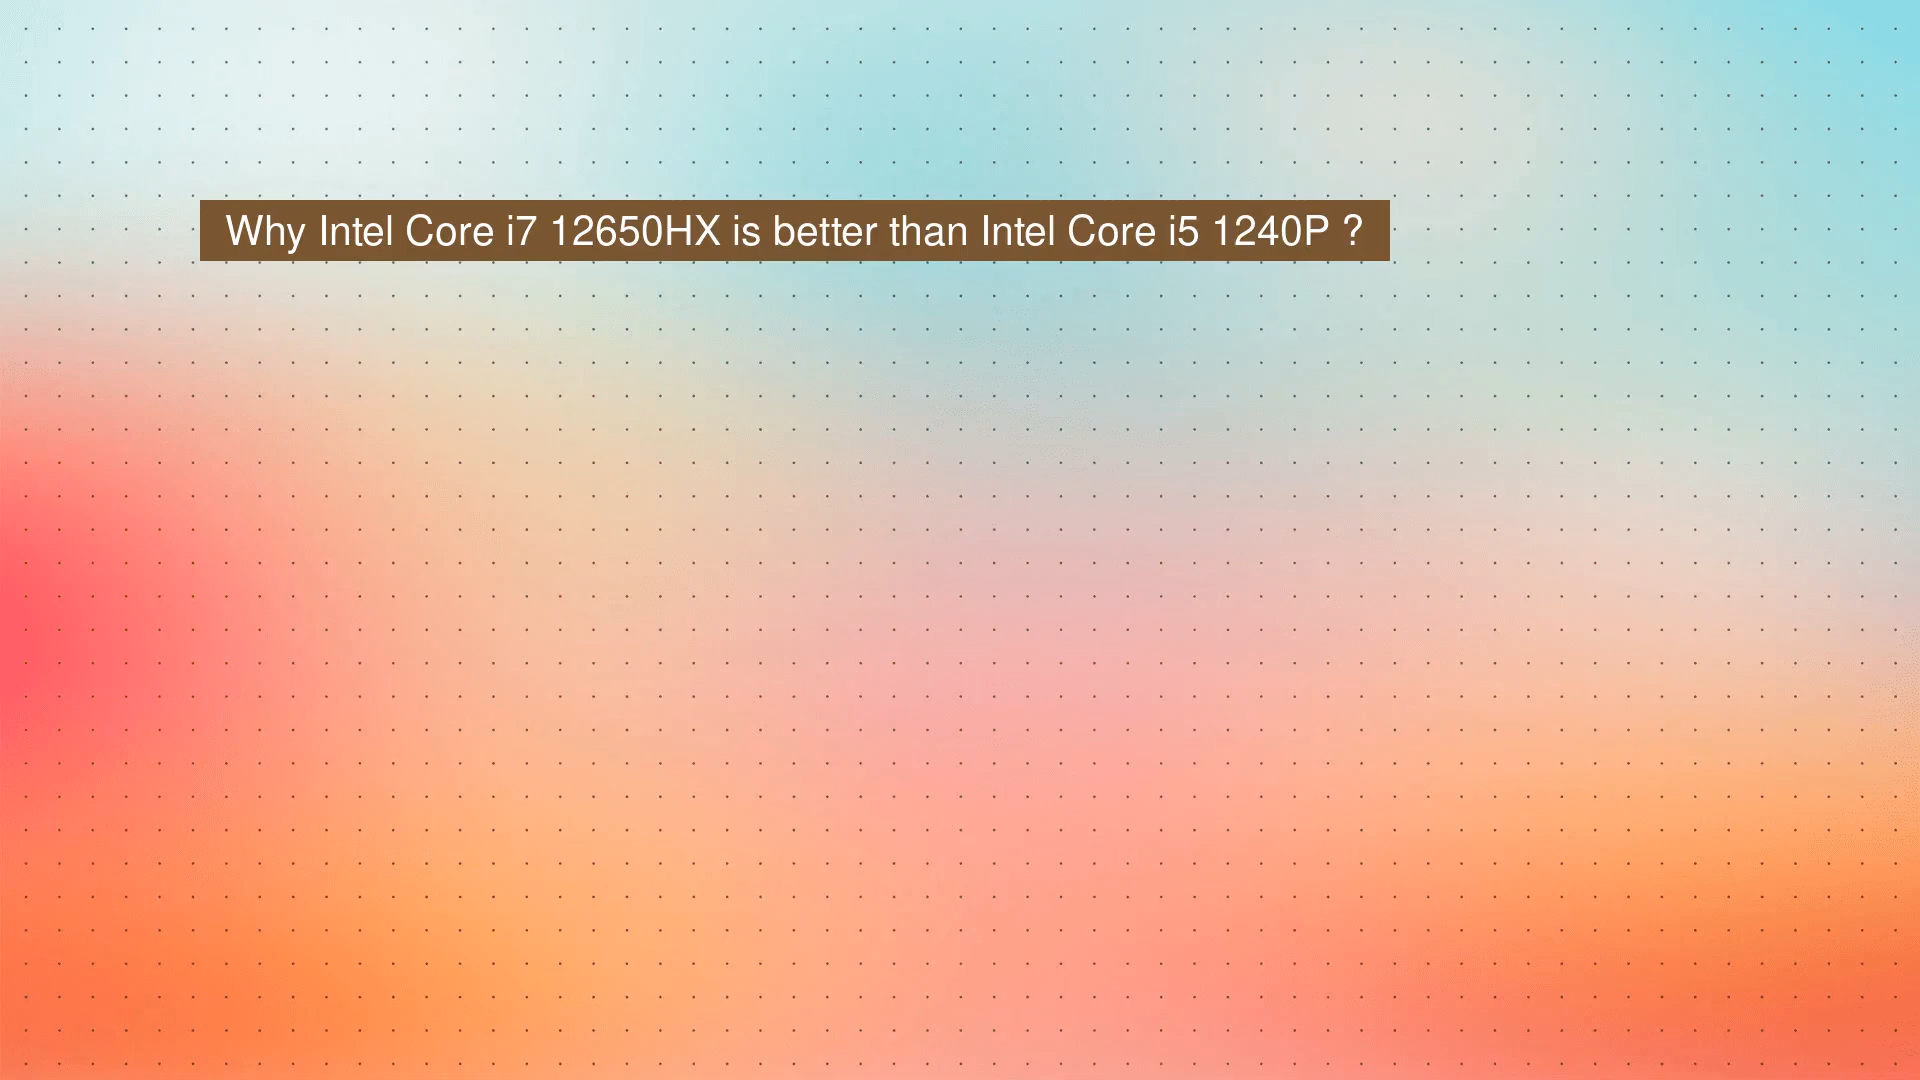 Why Intel Core i7 12650HX is better than Intel Core i5 1240P ?